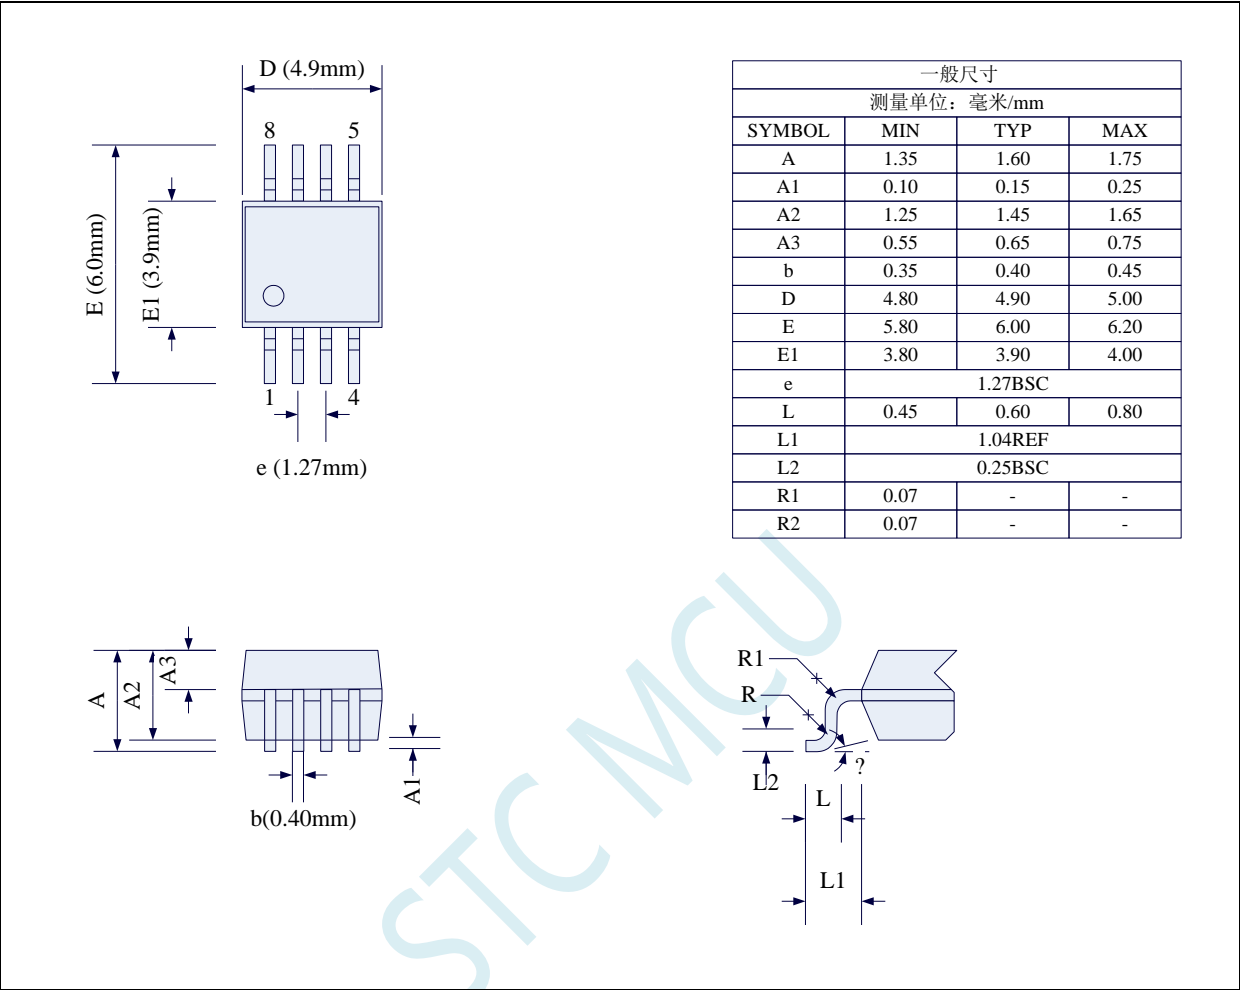 D (4.9mm)
8 5
E (6.0mm)
E1 (3.9mm)
1 4
e (1.27mm)
一般尺寸
测量单位：毫米/mm
SYMBOL MIN TYP MAX
A 1.35 1.60 1.75
A1 0.10 0.15 0.25
A2 1.25 1.45 1.65
A3 0.55 0.65 0.75
b 0.35 0.40 0.45
D 4.80 4.90 5.00
E 5.80 6.00 6.20
E1 3.80 3.90 4.00
e 1.27BSC
L 0.45 0.60 0.80
L1 1.04REF
L2 0.25BSC
R1 0.07 - -
R2 0.07 - -
A
A2
A3
A1
b(0.40mm)
R1
R
L2
?
L
L1
STC MCU